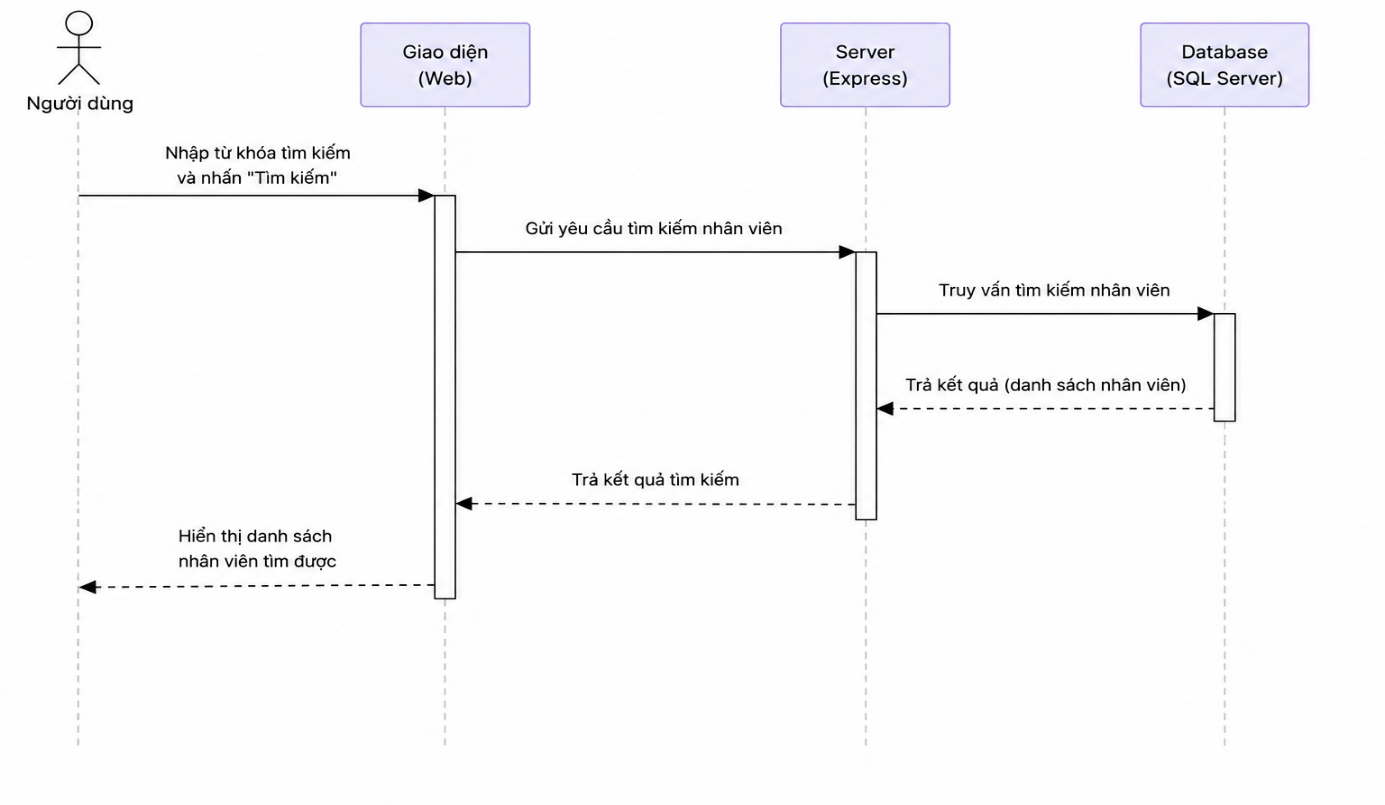 Giao diện
(Web)
Server
(Express)
Database
(SQL Server)
Người dùng
Nhập từ khóa tìm kiếm
và nhấn "Tìm kiếm"
Gửi yêu cầu tìm kiếm nhân viên
Truy vấn tìm kiếm nhân viên
Trả kết quả (danh sách nhân viên)
Trả kết quả tìm kiếm
Hiển thị danh sách
nhân viên tìm được